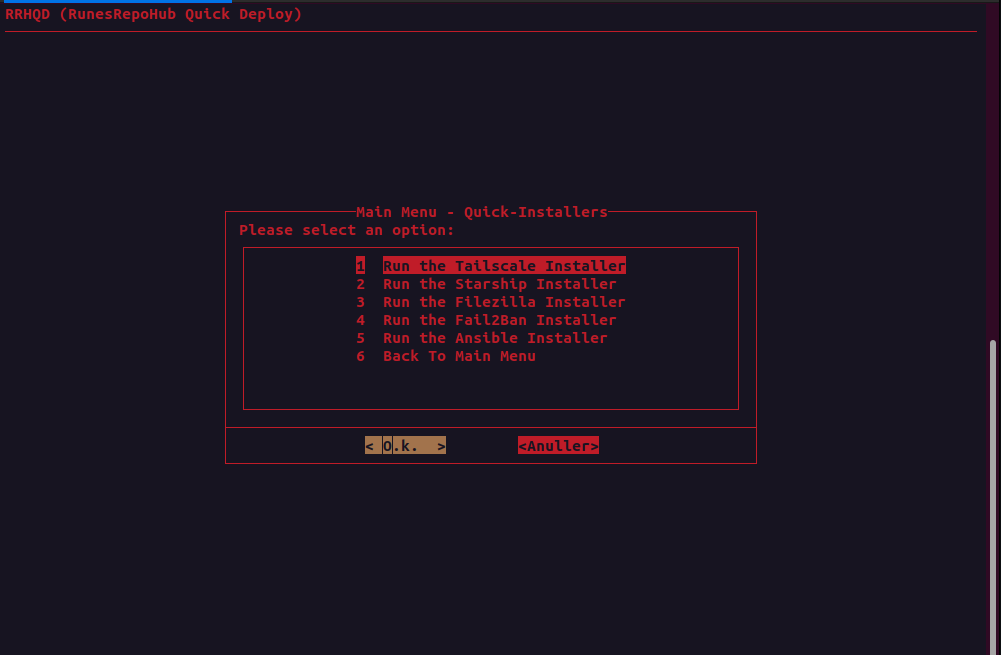 RRHQD (RunesRepoHub Quick Deploy)
Main Menu - Quick-Installers
Please select an option:
1 Run the Tailscale Installer
2 Run the Starship Installer
3 Run the Filezilla Installer
4 Run the Fail2Ban Installer
5 Run the Ansible Installer
6 Back To Main Menu
< O.k. > <Anuller>